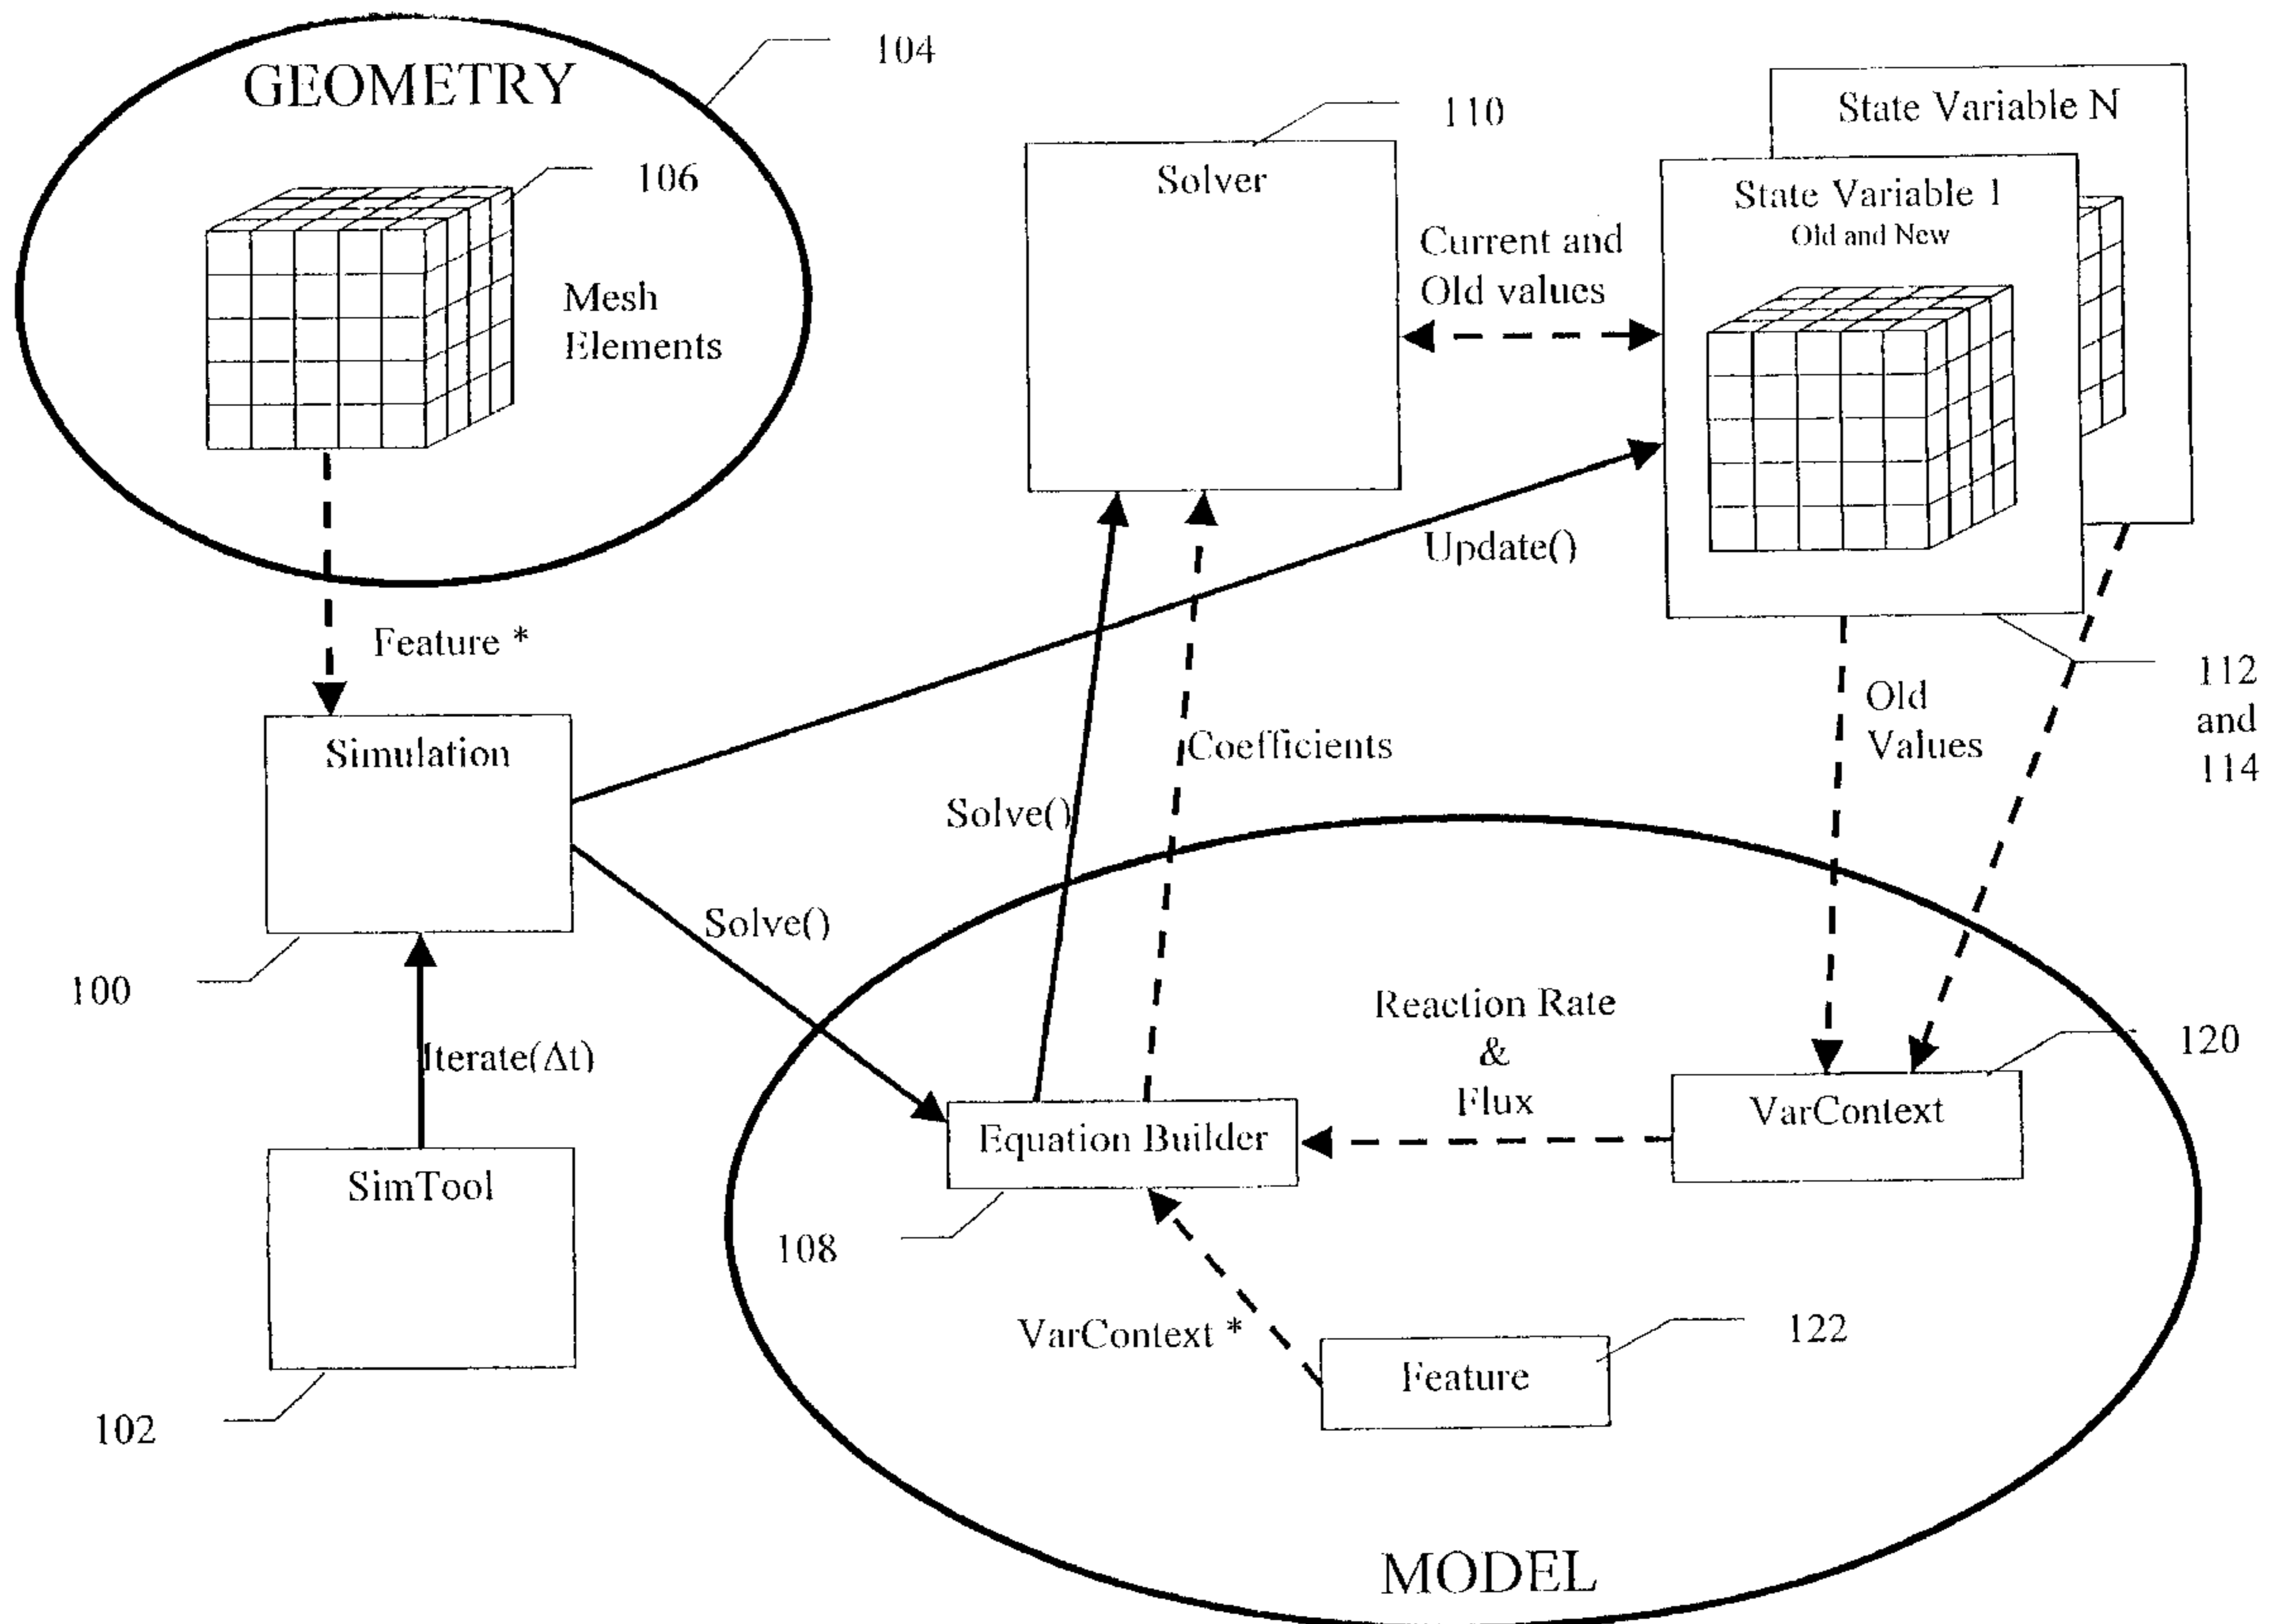 GEOMETRY
104
106
Mesh
Elements
Feature *
Solver
110
Current and
Old values
State Variable N
State Variable 1
Old and New
Update()
112
and
114
Old
Values
Simulation
100
Coefficients
Solve()
Solve()
Iterate(Δt)
SimTool
102
Reaction Rate
&
Flux
120
VarContext
Equation Builder
108
VarContext *
122
Feature
MODEL